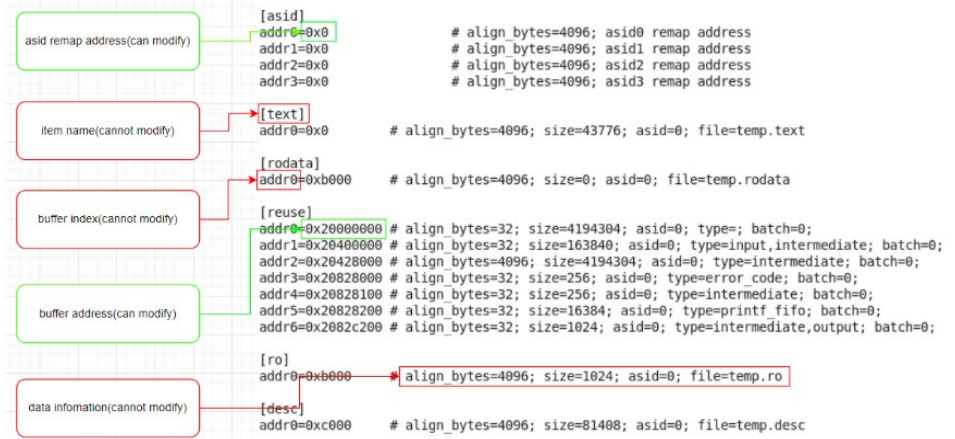 asid remap address(can modify)
item name(cannot modify)
buffer index(cannot modify)
buffer address(can modify)
data infomation(cannot modify)
[asid]
addr0=0x0 # align_bytes=4096; asid0 remap address
addr1=0x0 # align_bytes=4096; asid1 remap address
addr2=0x0 # align_bytes=4096; asid2 remap address
addr3=0x0 # align_bytes=4096; asid3 remap address
[text]
addr0=0x0 # align_bytes=4096; size=43776; asid=0; file=temp.text
[rodata]
addr0=0xb000 # align_bytes=4096; size=0; asid=0; file=temp.rodata
[reuse]
addr0=0x20000000 # align_bytes=32; size=4194304; asid=0; type=; batch=0;
addr1=0x20400000 # align_bytes=32; size=163840; asid=0; type=input,intermediate; batch=0;
addr2=0x20428000 # align_bytes=4096; size=4194304; asid=0; type=intermediate; batch=0;
addr3=0x20828000 # align_bytes=32; size=256; asid=0; type=error_code; batch=0;
addr4=0x20828100 # align_bytes=32; size=256; asid=0; type=intermediate; batch=0;
addr5=0x20828200 # align_bytes=32; size=16384; asid=0; type=printf_fifo; batch=0;
addr6=0x2082c200 # align_bytes=32; size=1024; asid=0; type=intermediate,output; batch=0;
[ro]
addr0=0xb000 # align_bytes=4096; size=1024; asid=0; file=temp.ro
[desc]
addr0=0xc000 # align_bytes=4096; size=81408; asid=0; file=temp.desc